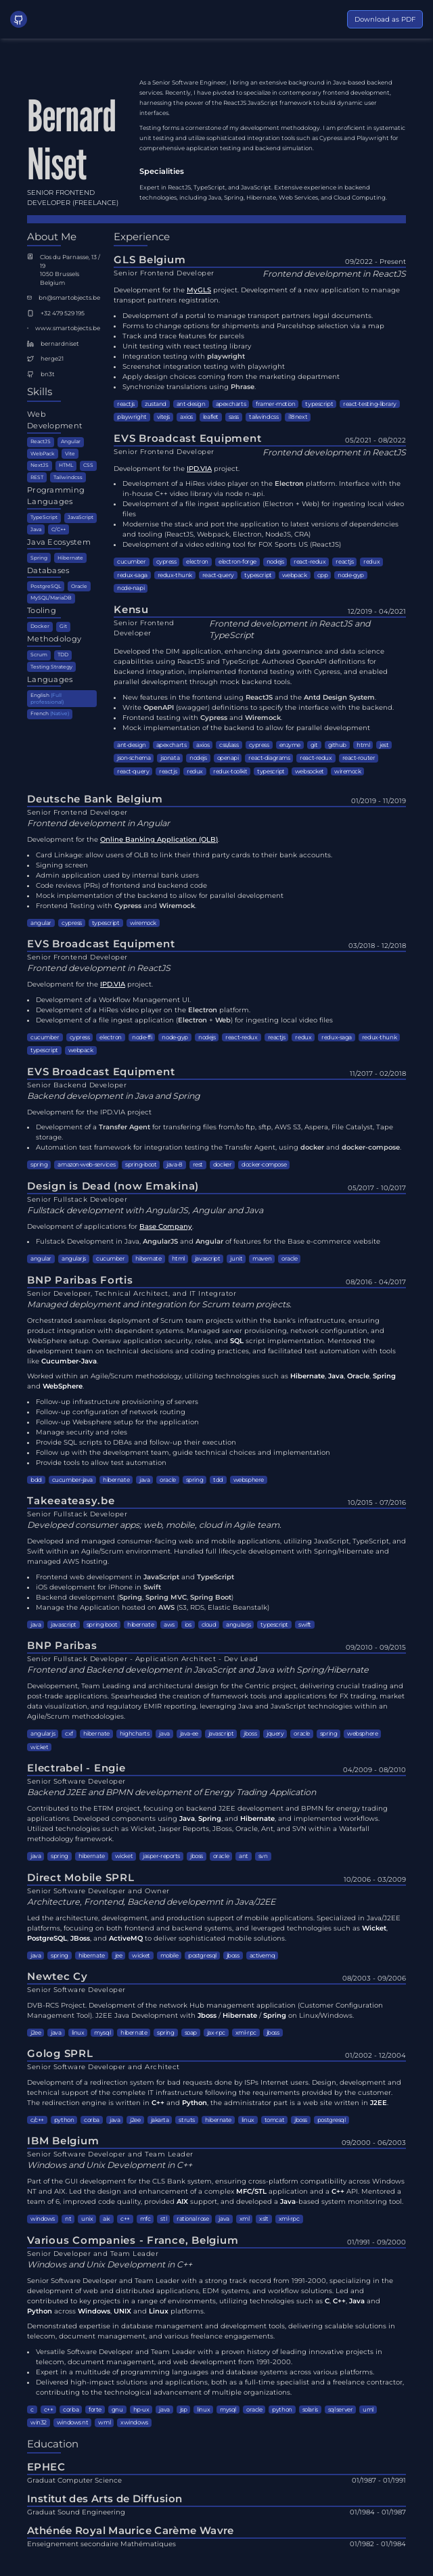 Download as PDF
Bernard
Niset
SENIOR FRONTEND
DEVELOPER (FREELANCE)
As a Senior Software Engineer, I bring an extensive background in Java-based backend
services. Recently, I have pivoted to specialize in contemporary frontend development,
harnessing the power of the ReactJS JavaScript framework to build dynamic user
interfaces.
Testing forms a cornerstone of my development methodology. I am proficient in systematic
unit testing and utilize sophisticated integration tools such as Cypress and Playwright for
comprehensive application testing and backend simulation.
Specialities
Expert in ReactJS, TypeScript, and JavaScript. Extensive experience in backend
technologies, including Java, Spring, Hibernate, Web Services, and Cloud Computing.
About Me
Clos du Parnasse, 13 /
19
1050 Brussels
Belgium
bn@smartobjects.be
+32 479 529 195
www.smartobjects.be
bernardniset
herge21
bn3t
Skills
Web
Development
ReactJS Angular
WebPack Vite
NextJS HTML CSS
REST Tailwindcss
Programming
Languages
TypeScript JavaScript
Java C/C++
Java Ecosystem
Spring Hibernate
Databases
PostgreSQL Oracle
MySQL/MariaDB
Tooling
Docker Git
Methodology
Scrum TDD
Testing Strategy
Languages
English (Full
professional)
French (Native)
Experience
GLS Belgium 09/2022 - Present
Senior Frontend Developer Frontend development in ReactJS
Development for the MyGLS project. Development of a new application to manage
transport partners registration.
Development of a portal to manage transport partners legal documents.
Forms to change options for shipments and Parcelshop selection via a map
Track and trace features for parcels
Unit testing with react testing library
Integration testing with playwright
Screenshot integration testing with playwright
Apply design choices coming from the marketing department
Synchronize translations using Phrase.
reactjs zustand ant-design apexcharts framer-motion typescript react-testing-library
playwright vitejs axios leaflet sass tailwindcss i18next
EVS Broadcast Equipment 05/2021 - 08/2022
Senior Frontend Developer Frontend development in ReactJS
Development for the IPD.VIA project.
Development of a HiRes video player on the Electron platform. Interface with the
in-house C++ video library via node n-api.
Development of a file ingest application (Electron + Web) for ingesting local video
files
Modernise the stack and port the application to latest versions of dependencies
and tooling (ReactJS, Webpack, Electron, NodeJS, CRA)
Development of a video editing tool for FOX Sports US (ReactJS)
cucumber cypress electron electron-forge nodejs react-redux reactjs redux
redux-saga redux-thunk react-query typescript webpack cpp node-gyp
node-napi
Kensu 12/2019 - 04/2021
Senior Frontend
Developer
Frontend development in ReactJS and
TypeScript
Developed the DIM application, enhancing data governance and data science
capabilities using ReactJS and TypeScript. Authored OpenAPI definitions for
backend integration, implemented frontend testing with Cypress, and enabled
parallel development through mock backend tools.
New features in the fronend using ReactJS and the Antd Design System.
Write OpenAPI (swagger) definitions to specify the interface with the backend.
Frontend testing with Cypress and Wiremock.
Mock implementation of the backend to allow for parallel development
ant-design apexcharts axios css/sass cypress enzyme git github html jest
json-schema jsonata nodejs openapi react-diagrams react-redux react-router
react-query reactjs redux redux-toolkit typescript websocket wiremock
Deutsche Bank Belgium 01/2019 - 11/2019
Senior Frontend Developer
Frontend development in Angular
Development for the Online Banking Application (OLB).
Card Linkage: allow users of OLB to link their third party cards to their bank accounts.
Signing screen
Admin application used by internal bank users
Code reviews (PRs) of frontend and backend code
Mock implementation of the backend to allow for parallel development
Frontend Testing with Cypress and Wiremock.
angular cypress typescript wiremock
EVS Broadcast Equipment 03/2018 - 12/2018
Senior Frontend Developer
Frontend development in ReactJS
Development for the IPD.VIA project.
Development of a Workflow Management UI.
Development of a HiRes video player on the Electron platform.
Development of a file ingest application (Electron + Web) for ingesting local video files
cucumber cypress electron node-ffi node-gyp nodejs react-redux reactjs redux redux-saga redux-thunk
typescript webpack
EVS Broadcast Equipment 11/2017 - 02/2018
Senior Backend Developer
Backend development in Java and Spring
Development for the IPD.VIA project
Development of a Transfer Agent for transfering files from/to ftp, sftp, AWS S3, Aspera, File Catalyst, Tape
storage.
Automation test framework for integration testing the Transfer Agent, using docker and docker-compose.
spring amazon-web-services spring-boot java-8 rest docker docker-compose
Design is Dead (now Emakina) 05/2017 - 10/2017
Senior Fullstack Developer
Fullstack development with AngularJS, Angular and Java
Development of applications for Base Company.
Fulstack Development in Java, AngularJS and Angular of features for the Base e-commerce website
angular angularjs cucumber hibernate html javascript junit maven oracle
BNP Paribas Fortis 08/2016 - 04/2017
Senior Developer, Technical Architect, and IT Integrator
Managed deployment and integration for Scrum team projects.
Orchestrated seamless deployment of Scrum team projects within the bank's infrastructure, ensuring
product integration with dependent systems. Managed server provisioning, network configuration, and
WebSphere setup. Oversaw application security, roles, and SQL script implementation. Mentored the
development team on technical decisions and coding practices, and facilitated test automation with tools
like Cucumber-Java.
Worked within an Agile/Scrum methodology, utilizing technologies such as Hibernate, Java, Oracle, Spring
and WebSphere.
Follow-up infrastructure provisioning of servers
Follow-up configuration of network routing
Follow-up Websphere setup for the application
Manage security and roles
Provide SQL scripts to DBAs and follow-up their execution
Follow up with the development team, guide technical choices and implementation
Provide tools to allow test automation
bdd cucumber-java hibernate java oracle spring tdd websphere
Takeeateasy.be 10/2015 - 07/2016
Senior Fullstack Developer
Developed consumer apps; web, mobile, cloud in Agile team.
Developed and managed consumer-facing web and mobile applications, utilizing JavaScript, TypeScript, and
Swift within an Agile/Scrum environment. Handled full lifecycle development with Spring/Hibernate and
managed AWS hosting.
Frontend web development in JavaScript and TypeScript
iOS development for iPhone in Swift
Backend development (Spring, Spring MVC, Spring Boot)
Manage the Application hosted on AWS (S3, RDS, Elastic Beanstalk)
java javascript spring boot hibernate aws ios cloud angularjs typescript swift
BNP Paribas 09/2010 - 09/2015
Senior Fullstack Developer - Application Architect - Dev Lead
Frontend and Backend development in JavaScript and Java with Spring/Hibernate
Development, Team Leading and architectural design for the Centric project, delivering crucial trading and
post-trade applications. Spearheaded the creation of framework tools and applications for FX trading, market
data visualization, and regulatory EMIR reporting, leveraging Java and JavaScript technologies within an
Agile/Scrum methodologies.
angularjs cxf hibernate highcharts java java-ee javascript jboss jquery oracle spring websphere
wicket
Electrabel - Engie 04/2009 - 08/2010
Senior Software Developer
Backend J2EE and BPMN development of Energy Trading Application
Contributed to the ETRM project, focusing on backend J2EE development and BPMN for energy trading
applications. Developed components using Java, Spring, and Hibernate, and implemented workflows.
Utilized technologies such as Wicket, Jasper Reports, JBoss, Oracle, Ant, and SVN within a Waterfall
methodology framework.
java spring hibernate wicket jasper-reports jboss oracle ant svn
Direct Mobile SPRL 10/2006 - 03/2009
Senior Software Developer and Owner
Architecture, Frontend, Backend developemnt in Java/J2EE
Led the architecture, development, and production support of mobile applications. Specialized in Java/J2EE
platforms, focusing on both frontend and backend systems, and leveraged technologies such as Wicket,
PostgreSQL, JBoss, and ActiveMQ to deliver sophisticated mobile solutions.
java spring hibernate jee wicket mobile postgresql jboss activemq
Newtec Cy 08/2003 - 09/2006
Senior Software Developer
DVB-RCS Project. Development of the network Hub management application (Customer Configuration
Management Tool). J2EE Java Development with Jboss / Hibernate / Spring on Linux/Windows.
j2ee java linux mysql hibernate spring soap jax-rpc xml-rpc jboss
Golog SPRL 01/2002 - 12/2004
Senior Software Developer and Architect
Development of a redirection system for bad requests done by ISPs Internet users. Design, development and
technical support of the complete IT infrastructure following the requirements provided by the customer.
The redirection engine is written in C++ and Python, the administrator part is a web site written in J2EE.
c/c++ python corba java j2ee jakarta struts hibernate linux tomcat jboss postgresql
IBM Belgium 09/2000 - 06/2003
Senior Software Developer and Team Leader
Windows and Unix Development in C++
Part of the GUI development for the CLS Bank system, ensuring cross-platform compatibility across Windows
NT and AIX. Led the design and enhancement of a complex MFC/STL application and a C++ API. Mentored a
team of 6, improved code quality, provided AIX support, and developed a Java-based system monitoring tool.
windows nt unix aix c++ mfc stl rational rose java xml xslt xml-rpc
Various Companies - France, Belgium 01/1991 - 09/2000
Senior Developer and Team Leader
Windows and Unix Development in C++
Senior Software Developer and Team Leader with a strong track record from 1991-2000, specializing in the
development of web and distributed applications, EDM systems, and workflow solutions. Led and
contributed to key projects in a range of environments, utilizing technologies such as C, C++, Java and
Python across Windows, UNIX and Linux platforms.
Demonstrated expertise in database management and development tools, delivering scalable solutions in
telecom, document management, and various freelance engagements.
Versatile Software Developer and Team Leader with a proven history of leading innovative projects in
telecom, document management, and web development from 1991-2000.
Expert in a multitude of programming languages and database systems across various platforms.
Delivered high-impact solutions and applications, both as a full-time specialist and a freelance contractor,
contributing to the technological advancement of multiple organizations.
c c++ corba forte gnu hp-ux java jsp linux mysql oracle python solaris sqlserver uml
win32 windows nt wml xwindows
Education
EPHEC
Graduat Computer Science 01/1987 - 01/1991
Institut des Arts de Diffusion
Graduat Sound Engineering 01/1984 - 01/1987
Athénée Royal Maurice Carème Wavre
Enseignement secondaire Mathématiques 01/1982 - 01/1984